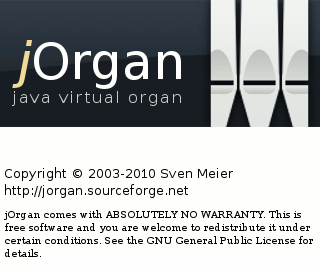 jOrgan
java virtual organ
Copyright © 2003-2010 Sven Meier
http://jorgan.sourceforge.net
jOrgan comes with ABSOLUTELY NO WARRANTY. This is
free software and you are welcome to redistribute it under
certain conditions. See the GNU General Public License for
details.